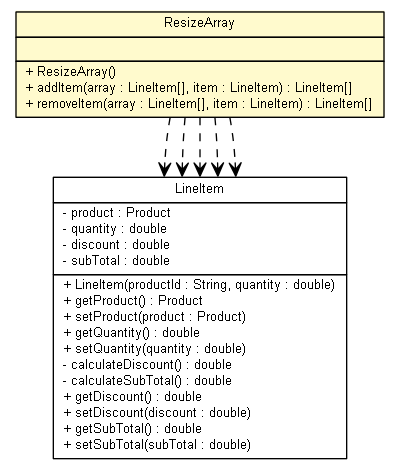 ResizeArray
+ ResizeArray()
+ addItem(array : LineItem[], item : LineItem) : LineItem[]
+ removeItem(array : LineItem[], item : LineItem) : LineItem[]
LineItem
- product : Product
- quantity : double
- discount : double
- subTotal : double
+ LineItem(productId : String, quantity : double)
+ getProduct() : Product
+ setProduct(product : Product)
+ getQuantity() : double
+ setQuantity(quantity : double)
- calculateDiscount() : double
- calculateSubTotal() : double
+ getDiscount() : double
+ setDiscount(discount : double)
+ getSubTotal() : double
+ setSubTotal(subTotal : double)